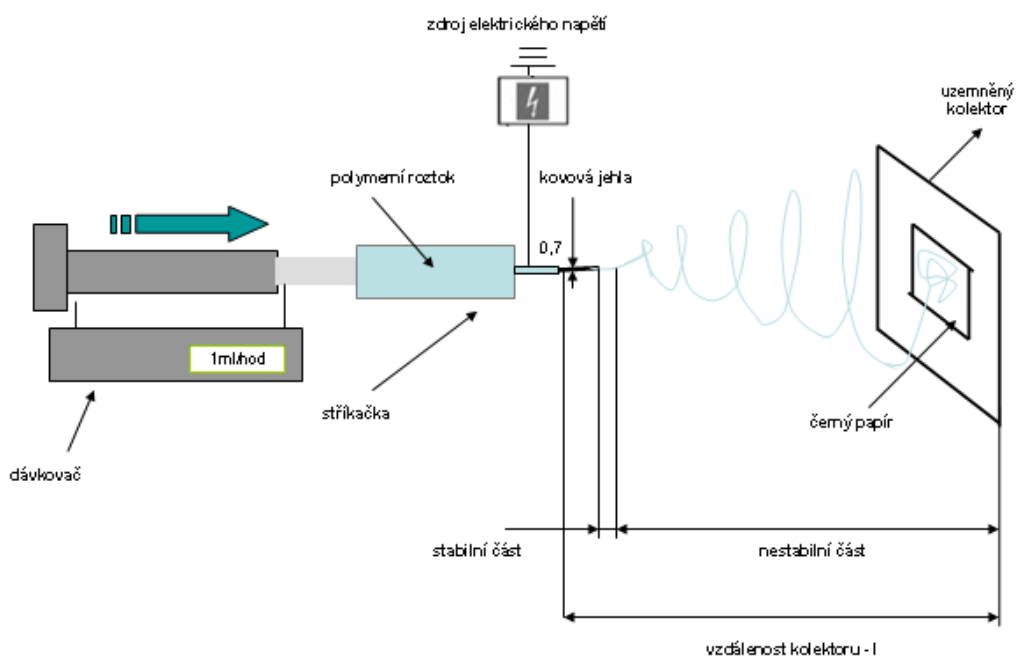 zdroj elektrického napětí
uzemněný
kolektor
polymerní roztok
kovová jehla
0,7
1ml/hod
stříkačka
černý papír
dávkovač
stabilní část
nestabilní část
vzdálenost kolektoru - l